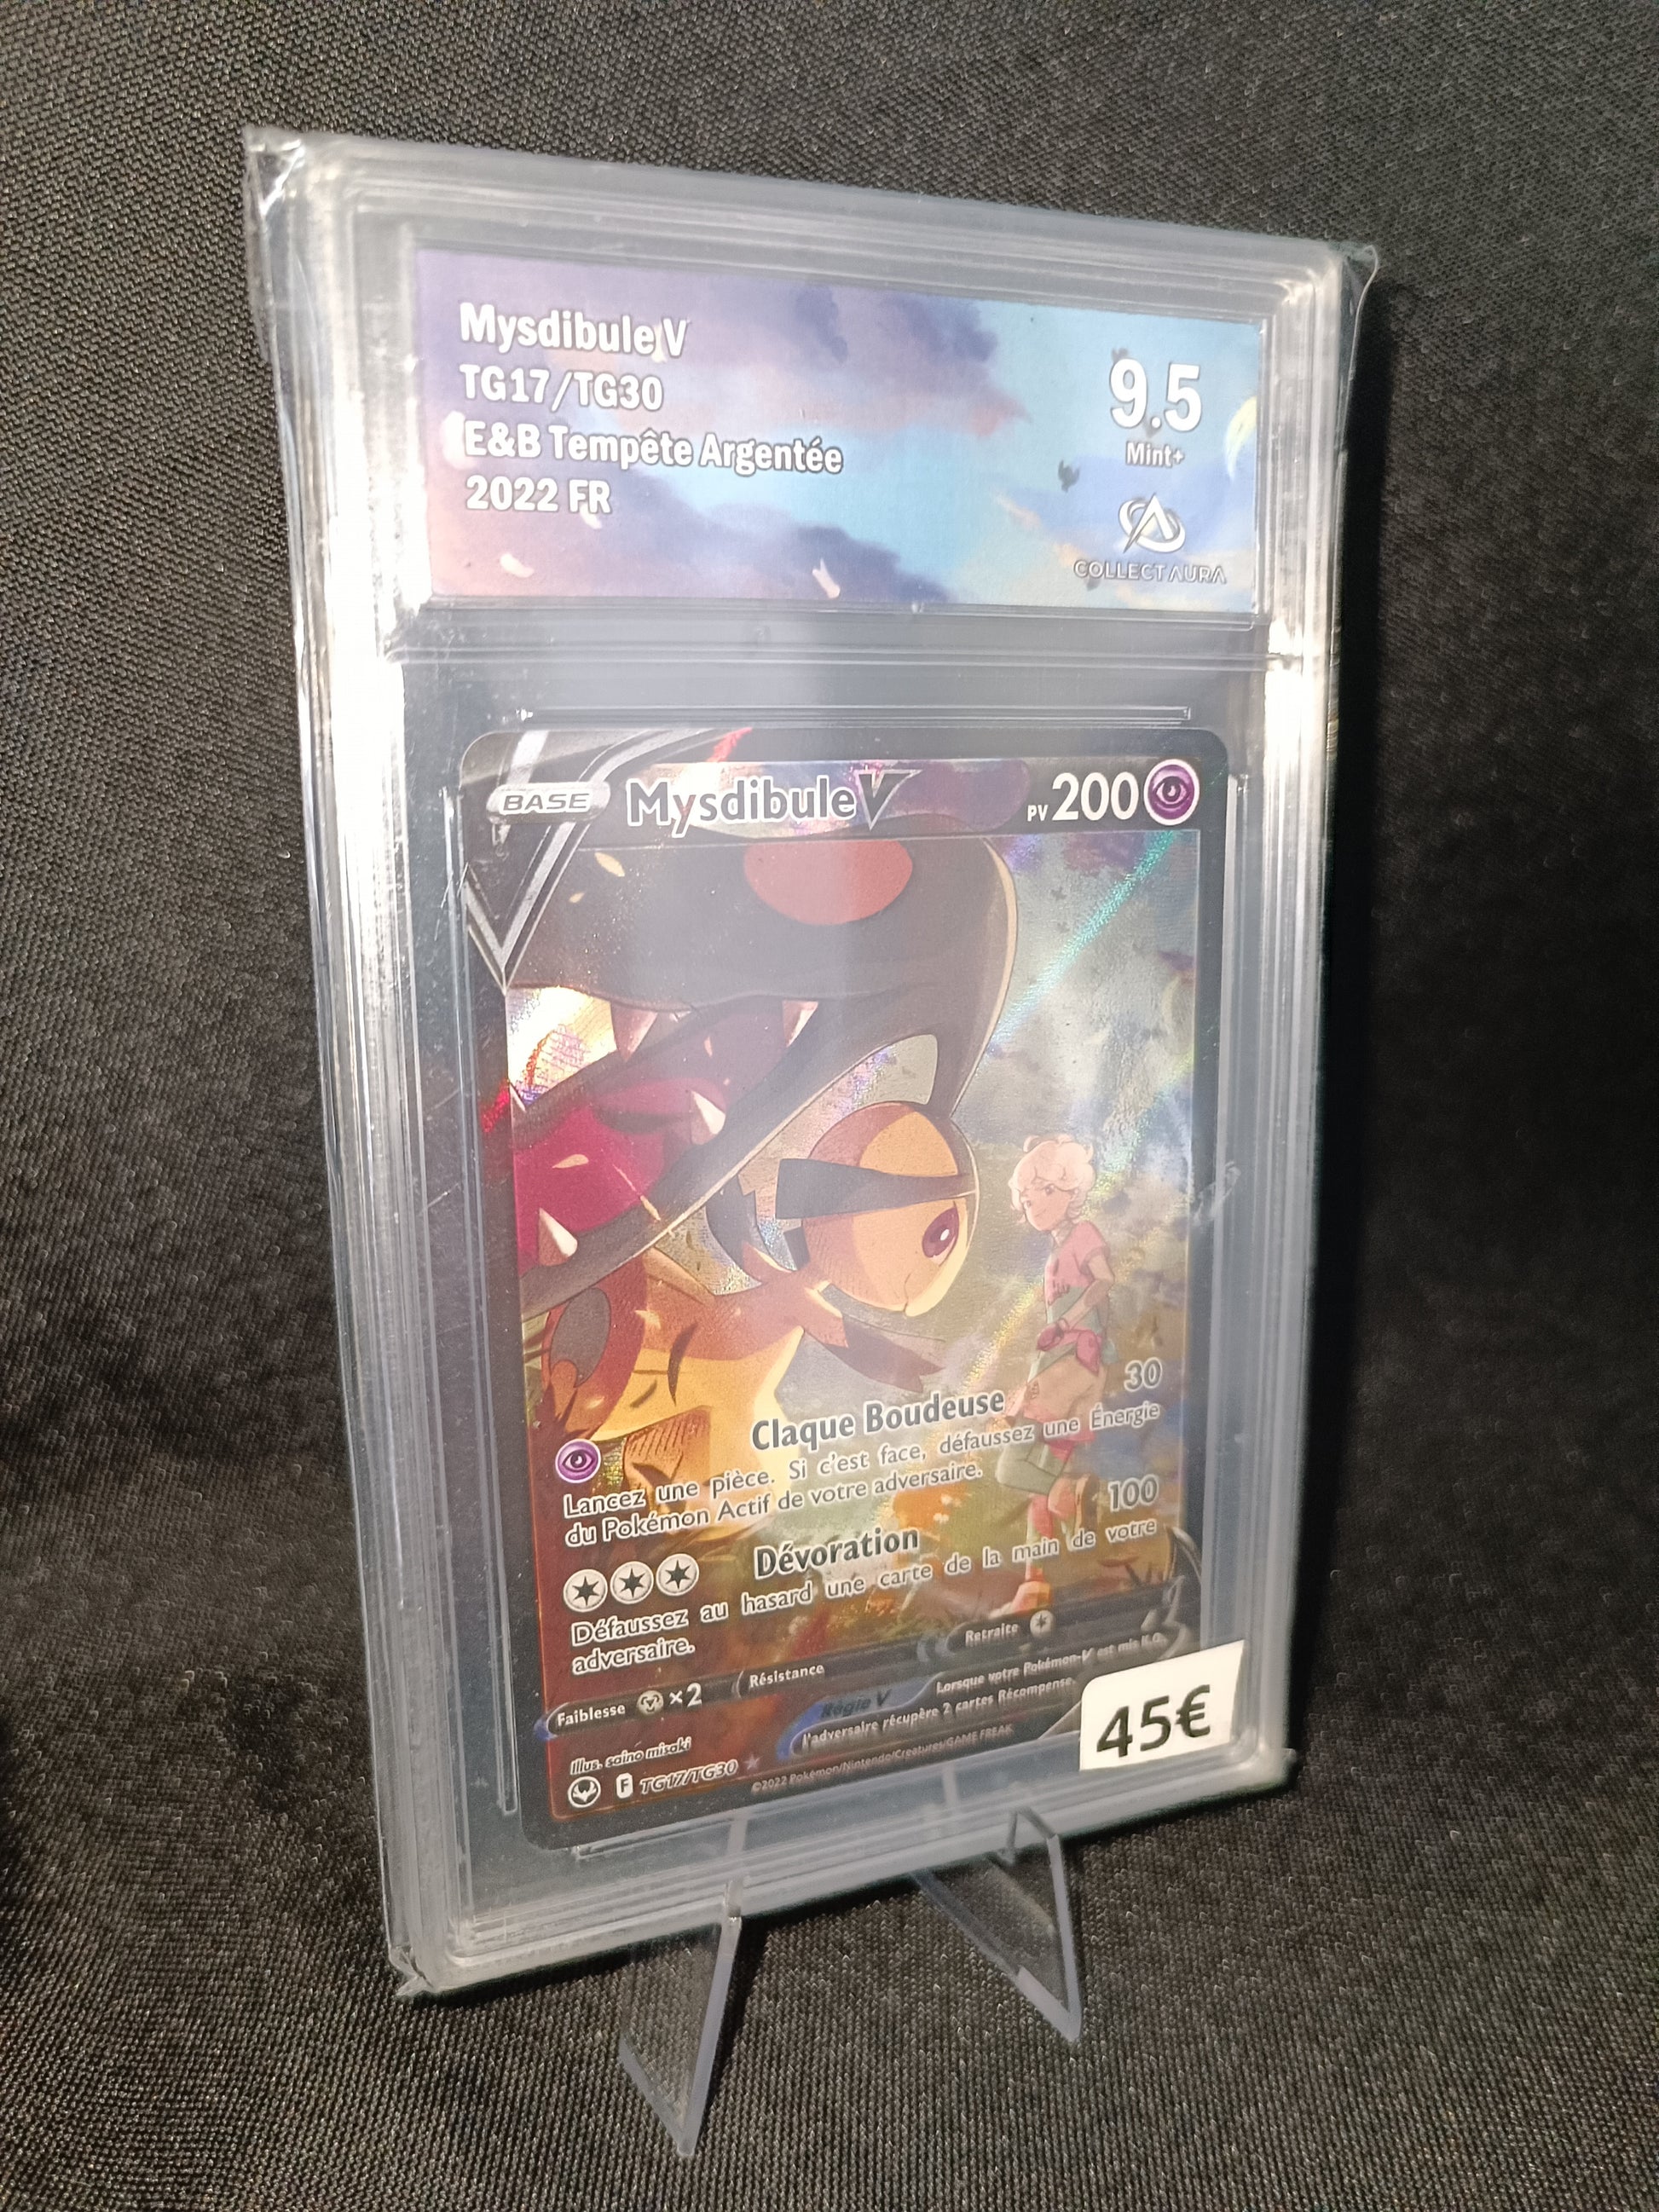 Mysdibule V
TG17/TG30
E&B Tempête Argentée
2022 FR
9.5
Mint+
COLLECT AURA
BASE
Mysdibule V
PV 200
Claque Boudeuse 30
Lancez une pièce. Si c'est face, défaussez une Énergie
du Pokémon Actif de votre adversaire.
Dévoration 100
Défaussez au hasard une carte de la main de votre
adversaire.
Faiblesse ×2 Résistance Retraite
Règle V Lorsque votre Pokémon-V est mis K.O.,
l'adversaire récupère 2 cartes Récompense.
Illus. saino misaki
F TG17/TG30
©2022 Pokémon/Nintendo/Creatures/GAME FREAK
45€